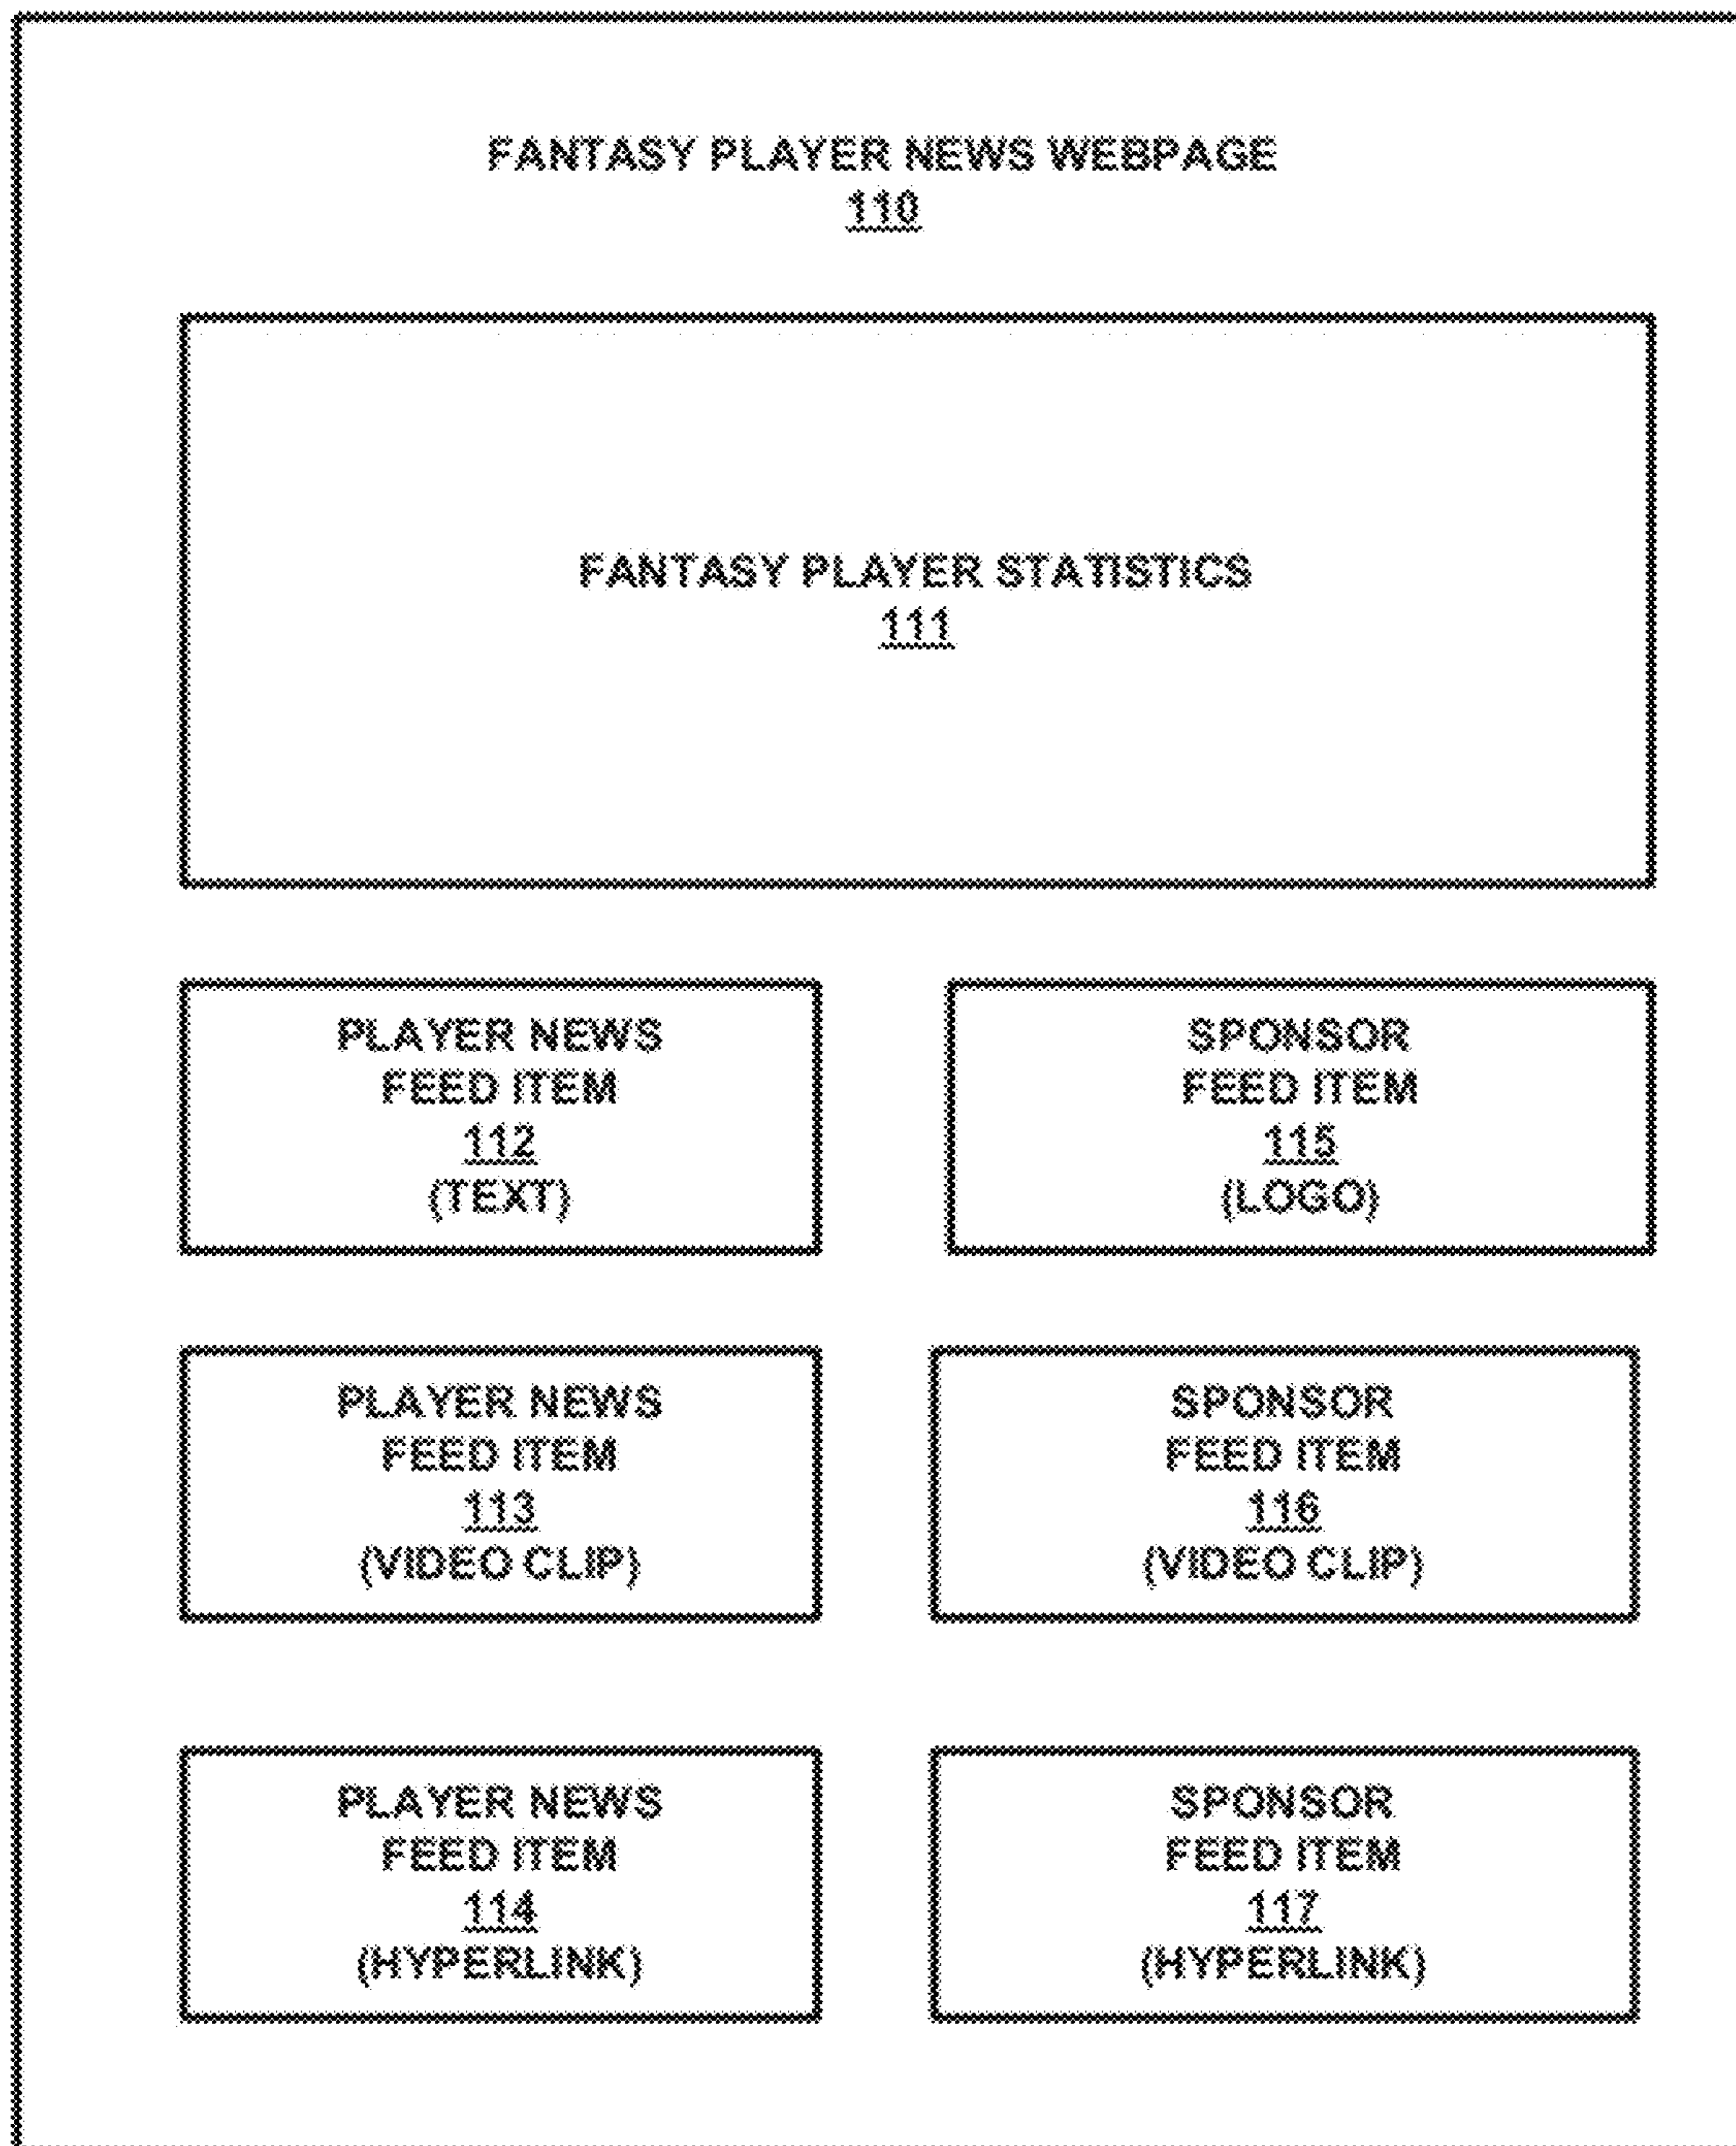 FANTASY PLAYER NEWS WEBPAGE
110
FANTASY PLAYER STATISTICS
111
PLAYER NEWS
FEED ITEM
112
(TEXT)
SPONSOR
FEED ITEM
115
(LOGO)
PLAYER NEWS
FEED ITEM
113
(VIDEO CLIP)
SPONSOR
FEED ITEM
116
(VIDEO CLIP)
PLAYER NEWS
FEED ITEM
114
(HYPERLINK)
SPONSOR
FEED ITEM
117
(HYPERLINK)